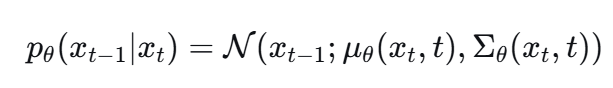 p_θ(x_{t−1}|x_t) = 𝒩(x_{t−1}; μ_θ(x_t, t), Σ_θ(x_t, t))